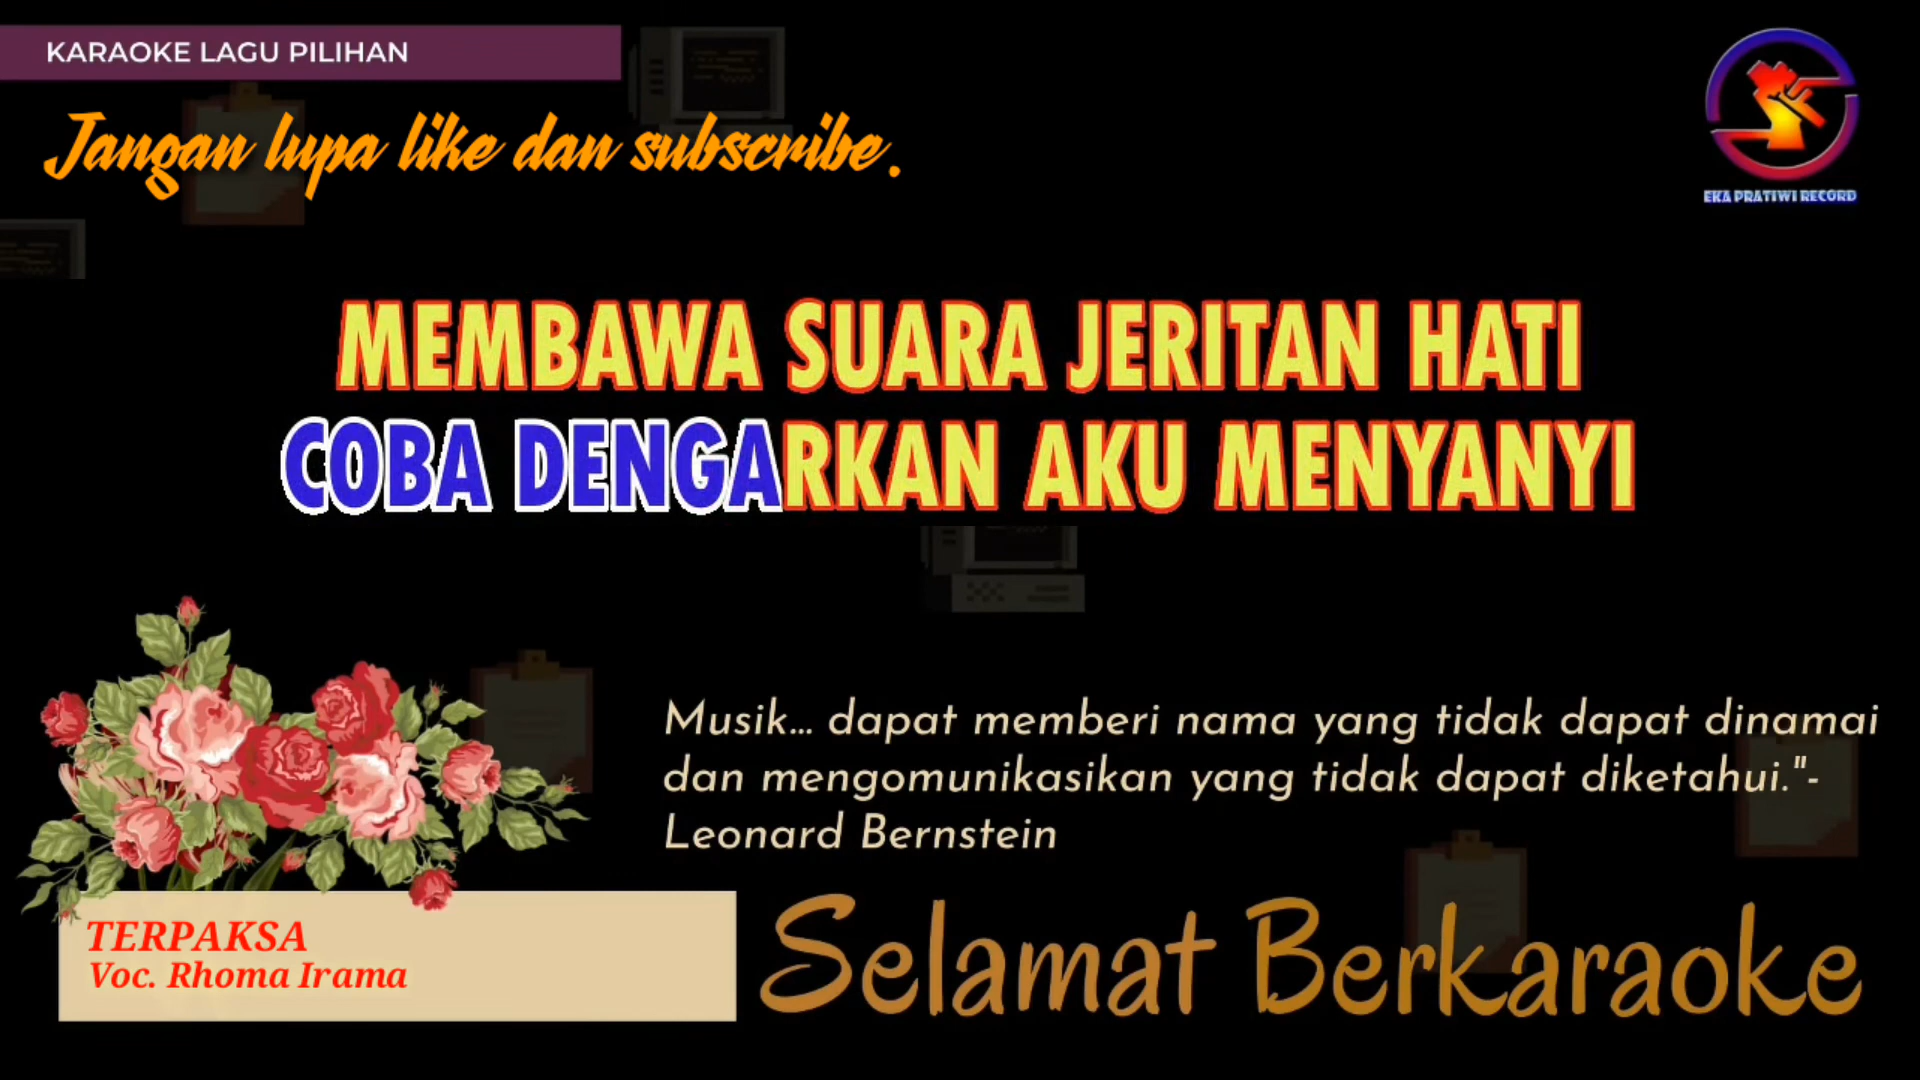 KARAOKE LAGU PILIHAN
Jangan lupa like dan subscribe.
EKA PRATIWI RECORD
MEMBAWA SUARA JERITAN HATI
COBA DENGARKAN AKU MENYANYI
Musik... dapat memberi nama yang tidak dapat dinamai
dan mengomunikasikan yang tidak dapat diketahui."-
Leonard Bernstein
TERPAKSA
Voc. Rhoma Irama
Selamat Berkaraoke